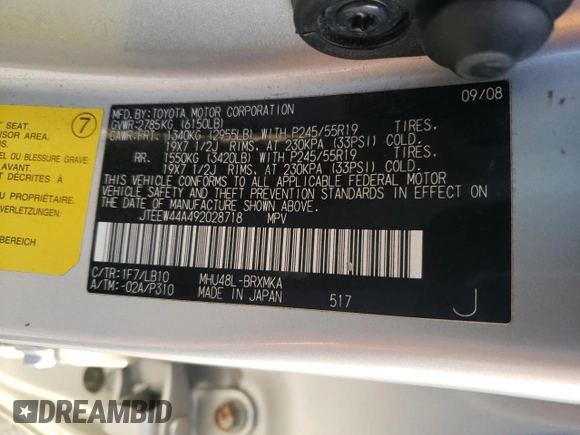 7
T SEAT.
NSOR AREA.
LE OU BLESSURE GRAVE:
AVANT.
PROPRIÉTAIRE.
RLETZUNGEN
BEREICH
09/08
MFD. BY: TOYOTA MOTOR CORPORATION
GVWR:2785KG (6150LB)
GAWR:FRT. 1340KG (2955LB) WITH P245/55R19 TIRES.
19X7 1/2J RIMS. AT 230KPA (33PSI) COLD.
RR. 1550KG (3420LB) WITH P245/55R19 TIRES.
19X7 1/2J RIMS. AT 230KPA (33PSI) COLD.
THIS VEHICLE CONFORMS TO ALL APPLICABLE FEDERAL MOTOR
VEHICLE SAFETY AND THEFT PREVENTION STANDARDS IN EFFECT ON
THE DATE OF MANUFACTURE SHOWN ABOVE.
JTEEW44A492028718 MPV
C/TR: 1F7/LB10 MHU48L-BRXMKA
A/TM:-02A/P310 MADE IN JAPAN 517 J
DREAMBID